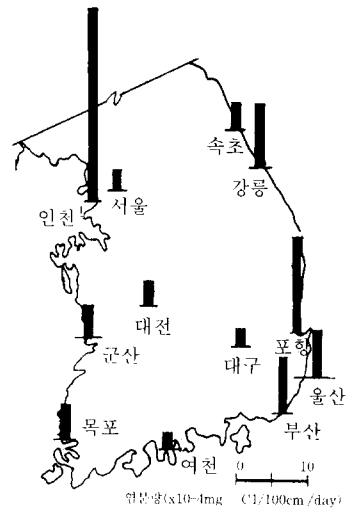 속초
강릉
인천
서울
대전
군산
대구
포항
울산
부산
목포
여천
0 10
염분량(x10-4mg Cl/100cm /day)